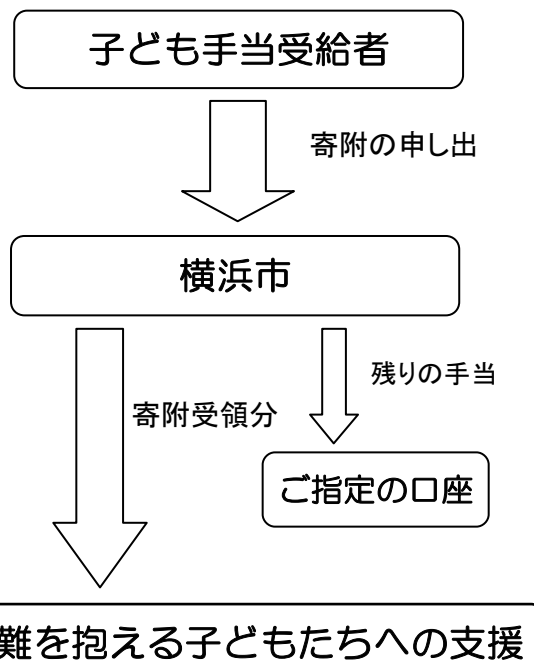 子ども手当受給者
寄附の申し出
横浜市
残りの手当
寄附受領分
ご指定の口座
難を抱える子どもたちへの支援